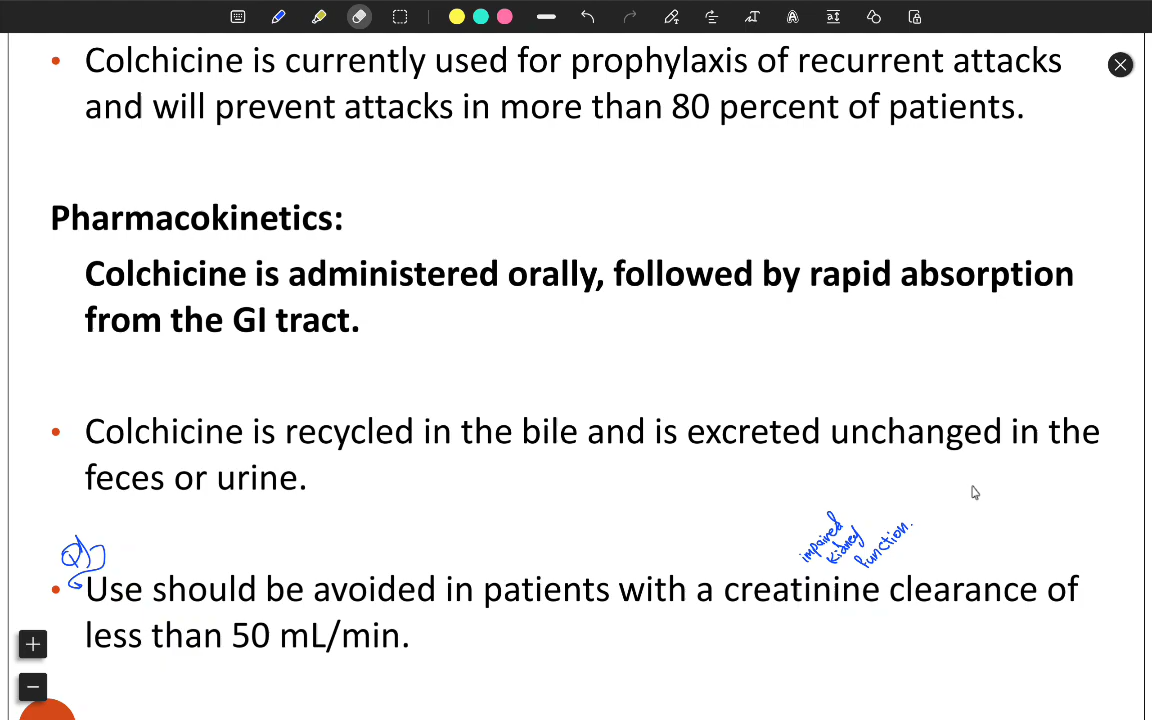 • Colchicine is currently used for prophylaxis of recurrent attacks
and will prevent attacks in more than 80 percent of patients.
Pharmacokinetics:
Colchicine is administered orally, followed by rapid absorption
from the GI tract.
• Colchicine is recycled in the bile and is excreted unchanged in the
feces or urine.
Q)
impaired
kidney
function.
• Use should be avoided in patients with a creatinine clearance of
less than 50 mL/min.